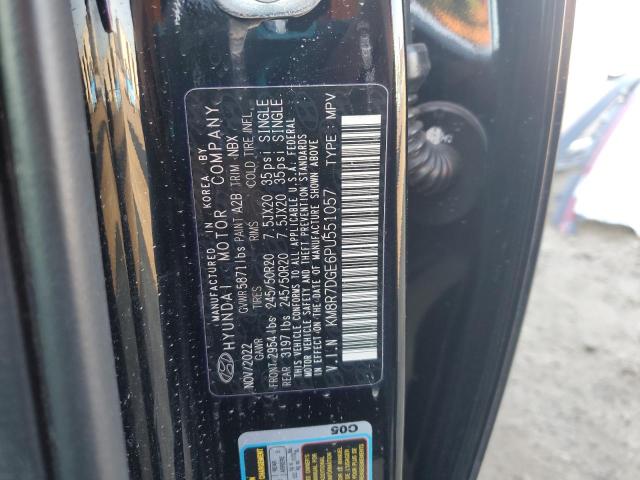 MANUFACTURED IN KOREA BY
HYUNDAI MOTOR COMPANY
NOV/2022 GVWR 5871lbs PAINT A2B TRIM -NBX
GAWR TIRES RIMS COLD TIRE INFL.
FRONT 2954 lbs 245/50R20 7.5JX20 35psi SINGLE
REAR 3197 lbs 245/50R20 7.5JX20 35psi SINGLE
THIS VEHICLE CONFORMS TO ALL APPLICABLE U.S.A. FEDERAL
MOTOR VEHICLE SAFETY AND THEFT PREVENTION STANDARDS
IN EFFECT ON THE DATE OF MANUFACTURE SHOWN ABOVE
V.I.N: KM8R7DGE6PU551057 TYPE: MPV
C05